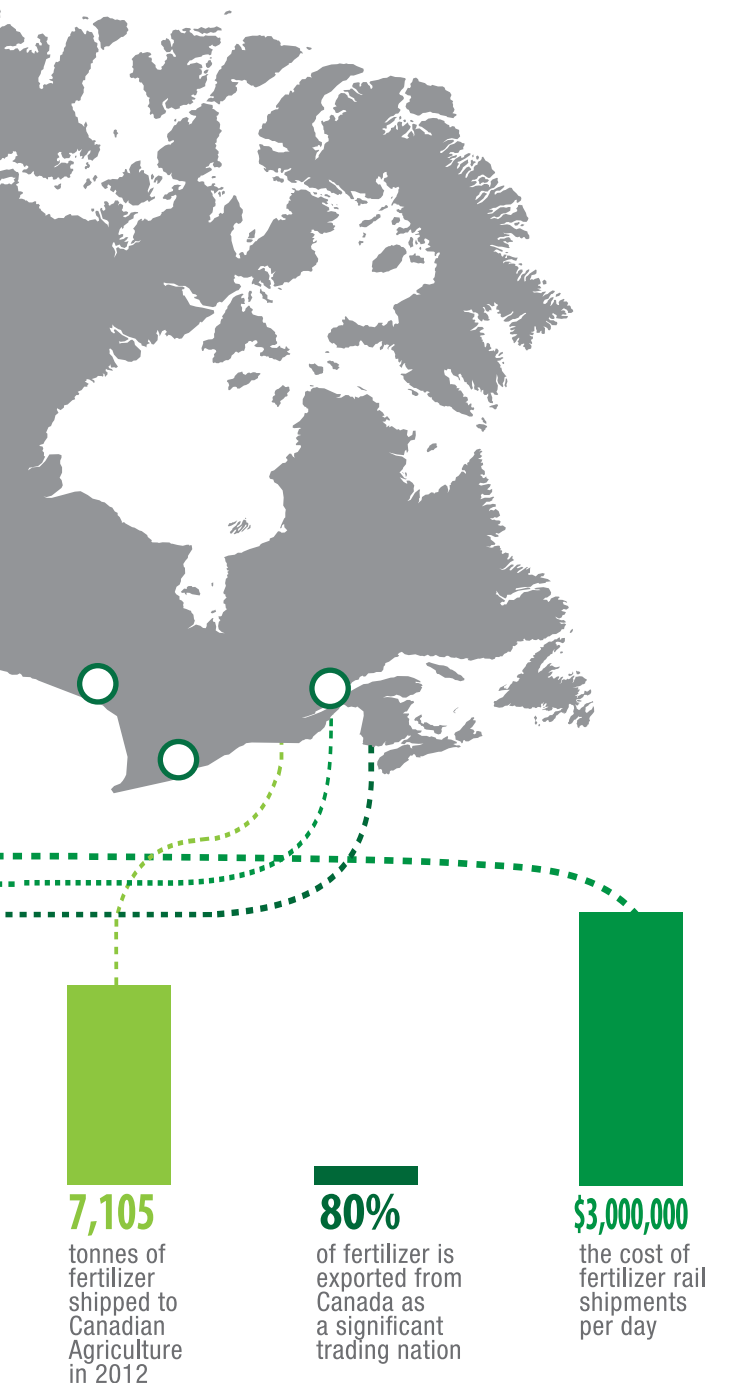 7,105
tonnes of
fertilizer
shipped to
Canadian
Agriculture
in 2012
80%
of fertilizer is
exported from
Canada as
a significant
trading nation
$3,000,000
the cost of
fertilizer rail
shipments
per day